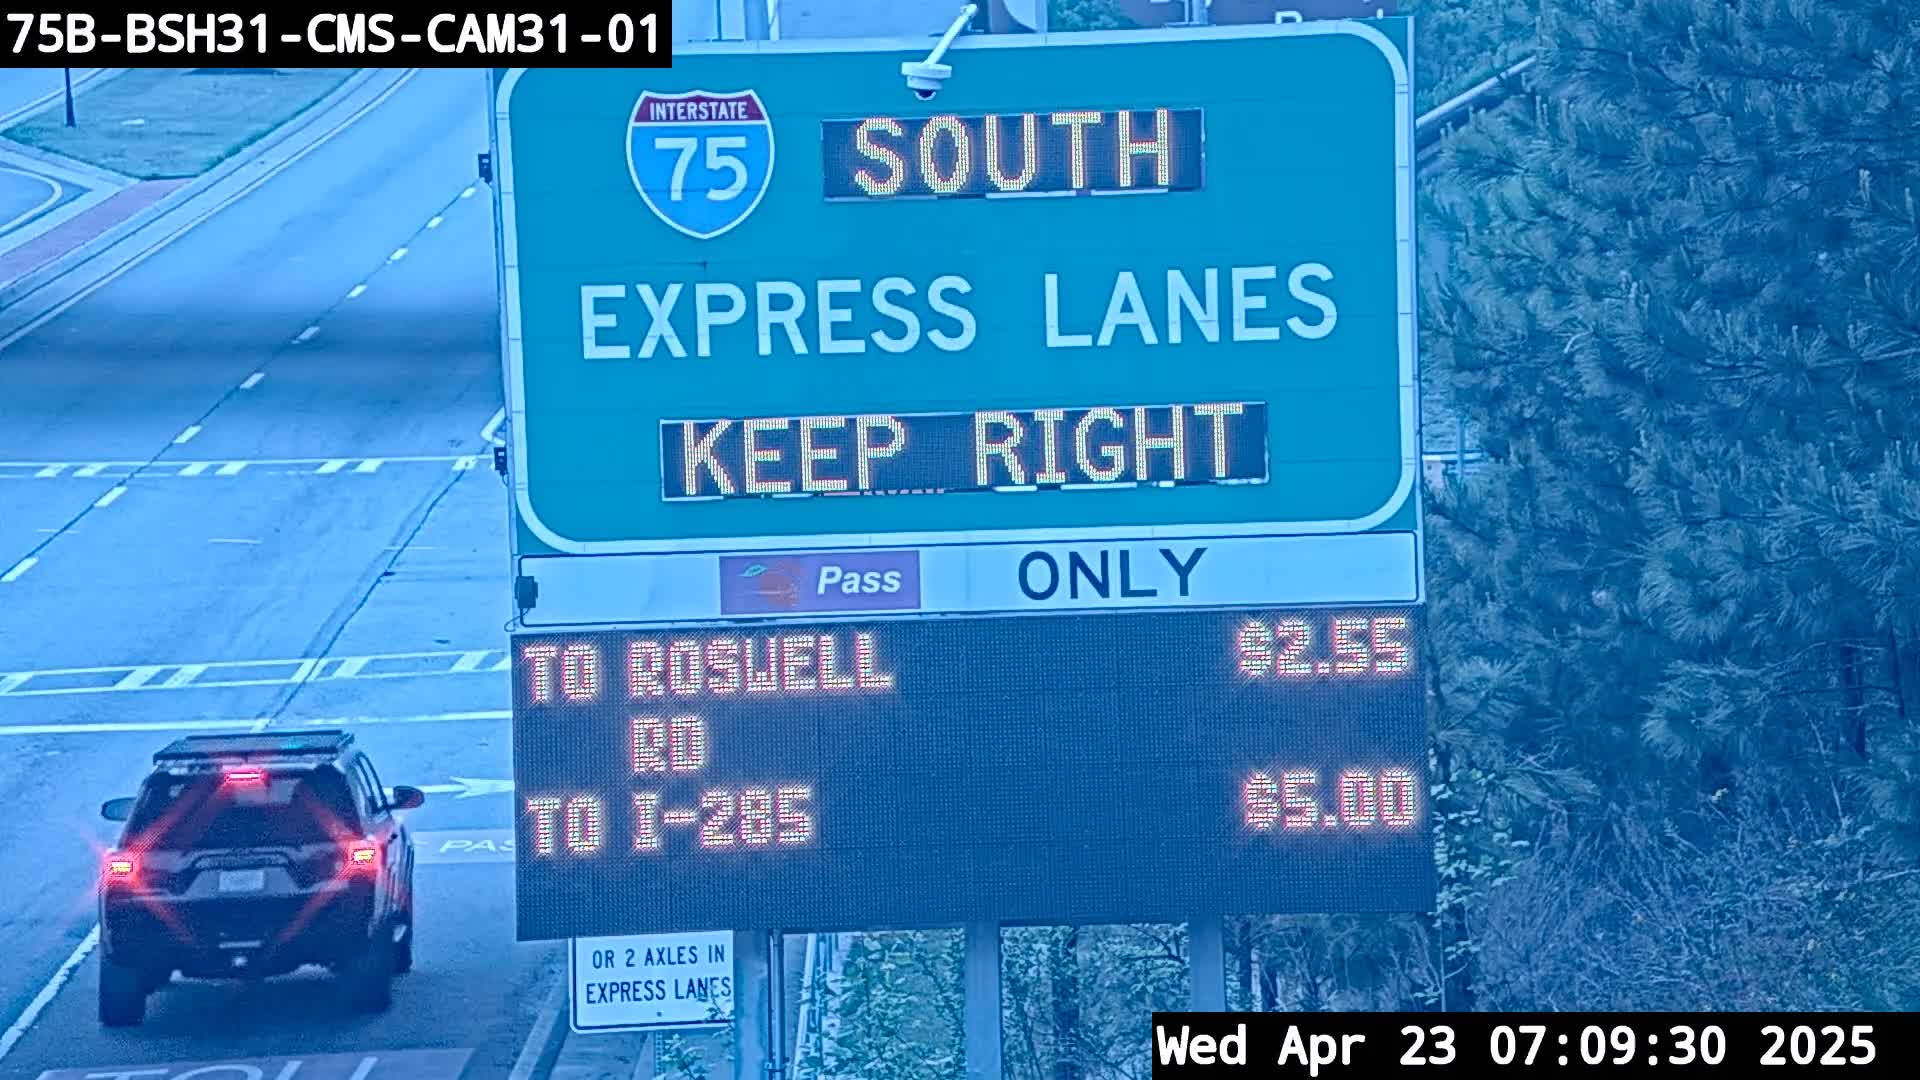 75B-BSH31-CMS-CAM31-01
INTERSTATE
75
SOUTH
EXPRESS LANES
KEEP RIGHT
Pass ONLY
TO ROSWELL $2.55
RD
TO I-285 $5.00
OR 2 AXLES IN
EXPRESS LANES
TOLL
Wed Apr 23 07:09:30 2025